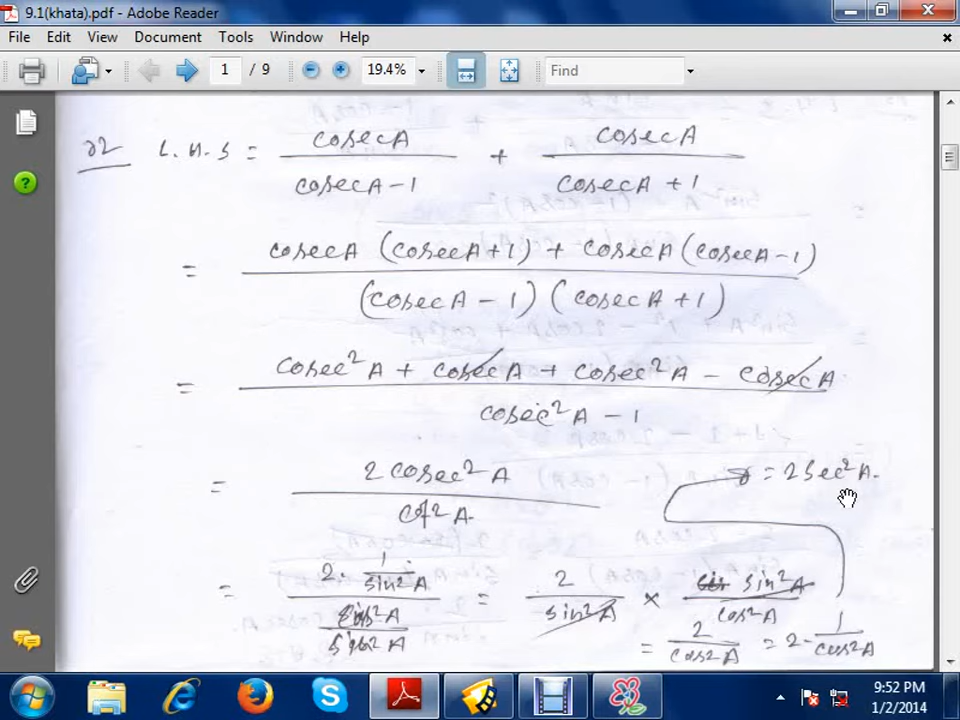 9.1(khata).pdf - Adobe Reader
File Edit View Document Tools Window Help
1 / 9 19.4% Find
22 L.H.S = cosecA / (cosecA - 1) + cosecA / (cosecA + 1)
= cosecA (cosecA+1) + cosecA (cosecA-1) / (cosecA - 1) (cosecA + 1)
= cosec²A + cosecA + cosec²A - cosecA / cosec²A - 1
= 2 cosec²A / cot²A.
= 2 sec²A.
= 2· 1/sin²A / cos²A/sin²A = 2/sin²A × sin²A/cos²A
= 2/cos²A = 2· 1/cos²A
9:52 PM
1/2/2014